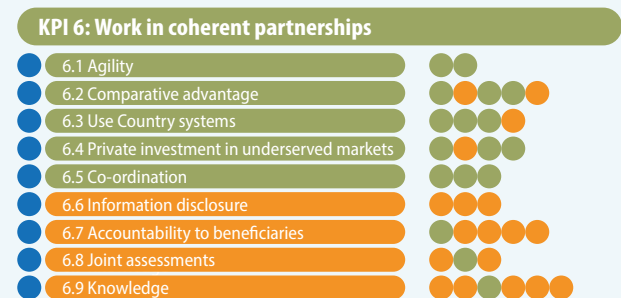 KPI 6: Work in coherent partnerships
6.1 Agility
6.2 Comparative advantage
6.3 Use Country systems
6.4 Private investment in underserved markets
6.5 Co-ordination
6.6 Information disclosure
6.7 Accountability to beneficiaries
6.8 Joint assessments
6.9 Knowledge